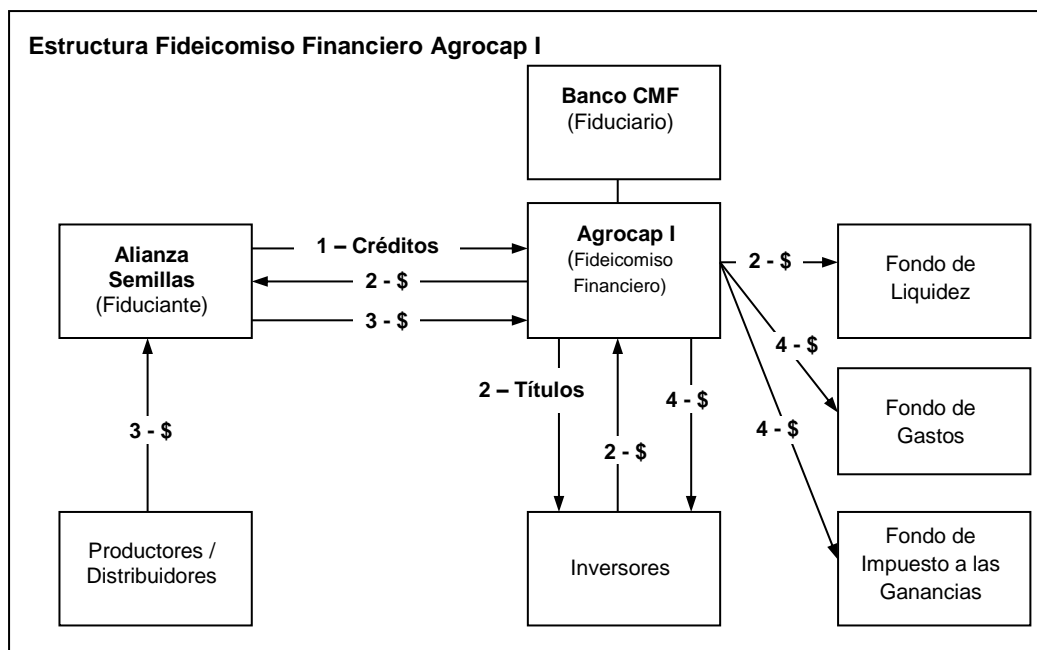 Estructura Fideicomiso Financiero Agrocap I
Banco CMF
(Fiduciario)
Alianza
Semillas
(Fiduciante)
1 – Créditos
2 - $
3 - $
Agrocap I
(Fideicomiso
Financiero)
2 - $
Fondo de
Liquidez
4 - $
Fondo de
Gastos
4 - $
Fondo de
Impuesto a las
Ganancias
3 - $
2 – Títulos
2 - $
4 - $
Productores /
Distribuidores
Inversores